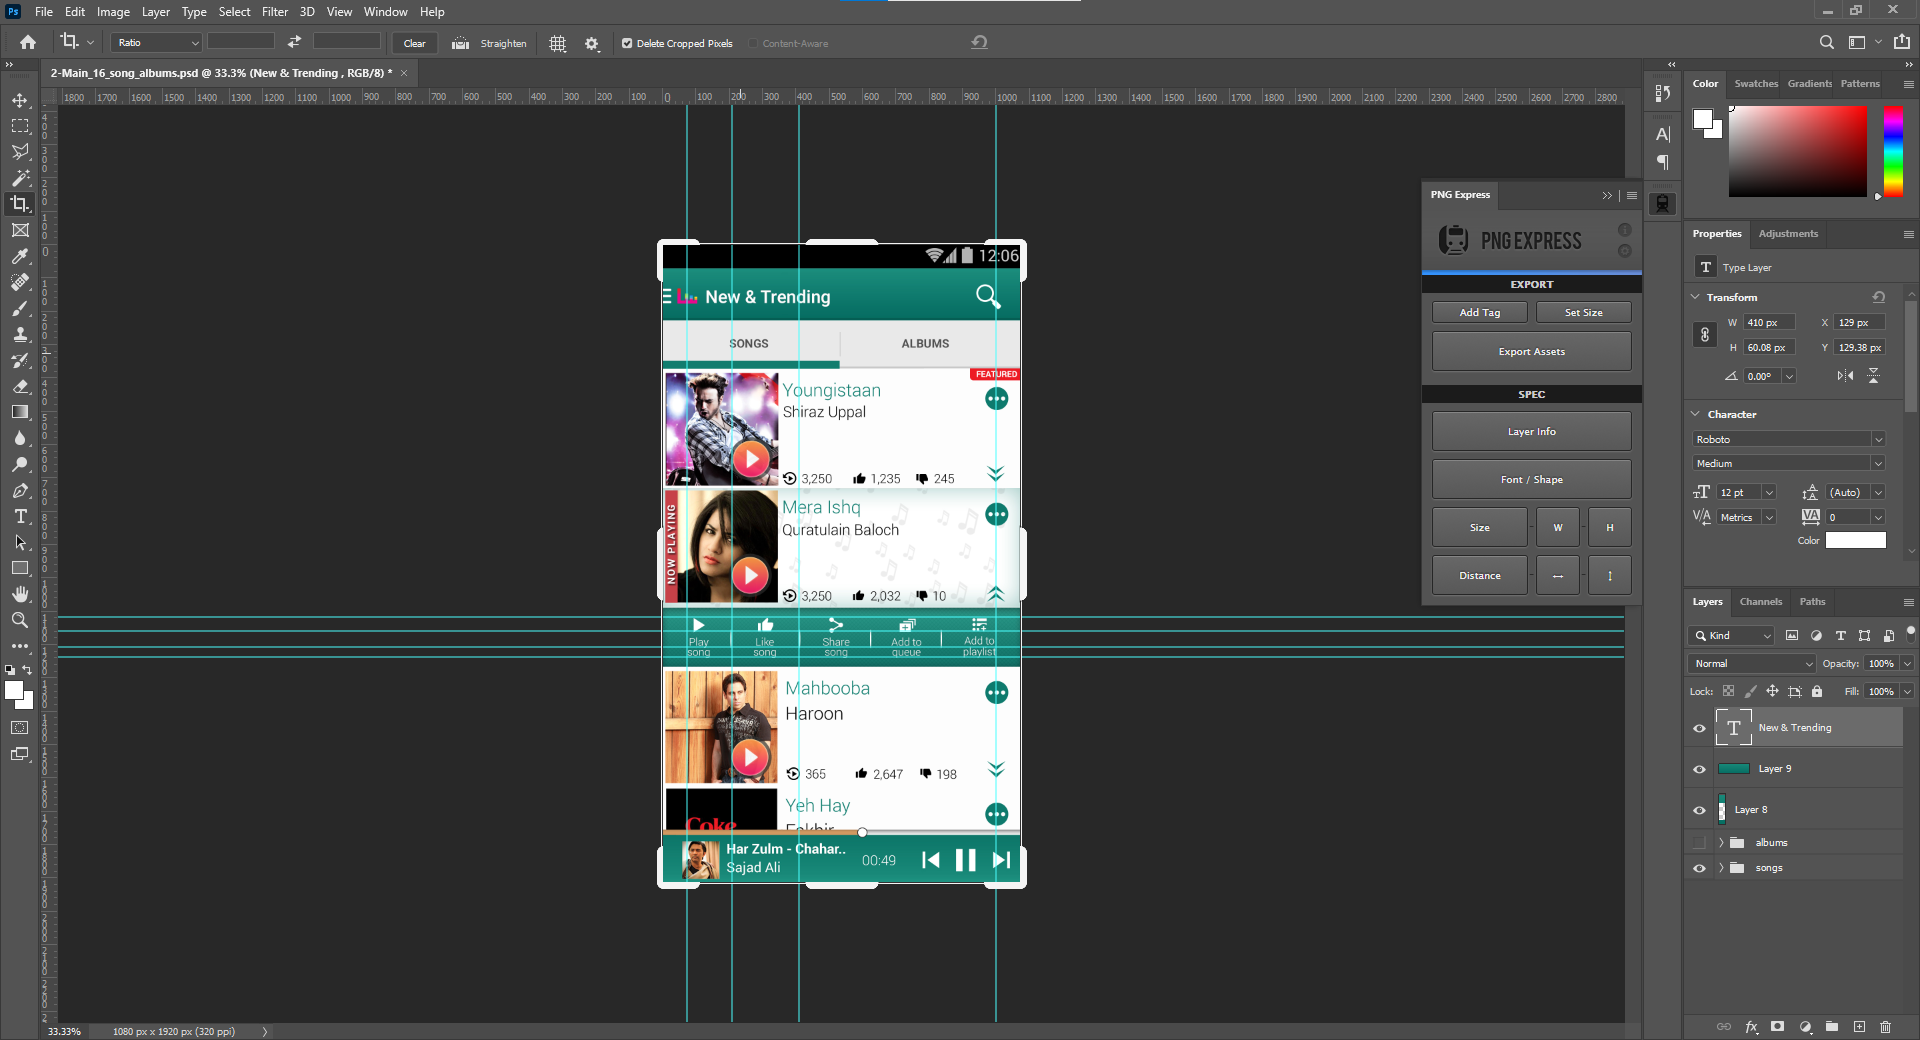 Ps File Edit Image Layer Type Select Filter 3D View Window Help
Ratio Clear Straighten Delete Cropped Pixels Content-Aware
2-Main_16_song_albums.psd @ 33.3% (New & Trending , RGB/8) * ×
1800 1700 1600 1500 1400 1300 1200 1100 1000 900 800 700 600 500 400 300 200 100 0 100 200 300 400 500 600 700 800 900 1000 1100 1200 1300 1400 1500 1600 1700 1800 1900 2000 2100 2200 2300 2400 2500 2600 2700 2800
12:06
New & Trending
SONGS ALBUMS
FEATURED
Youngistaan
Shiraz Uppal
3,250 1,235 245
NOW PLAYING
Mera Ishq
Quratulain Baloch
3,250 2,032 10
Play song
Like song
Share song
Add to queue
Add to playlist
Mahbooba
Haroon
365 2,647 198
Coke
Yeh Hay
Fakhir
Har Zulm - Chahar..
Sajad Ali
00:49
PNG Express
PNG EXPRESS
EXPORT
Add Tag Set Size
Export Assets
SPEC
Layer Info
Font / Shape
Size - W - H
Distance
Color Swatches Gradients Patterns
Properties Adjustments
T Type Layer
Transform
W 410 px X 129 px
H 60.08 px Y 129.38 px
0.00°
Character
Roboto
Medium
12 pt (Auto)
Metrics 0
Color
Layers Channels Paths
Kind
Normal Opacity: 100%
Lock: Fill: 100%
T New & Trending
Layer 9
Layer 8
albums
songs
fx
33.33% 1080 px x 1920 px (320 ppi)